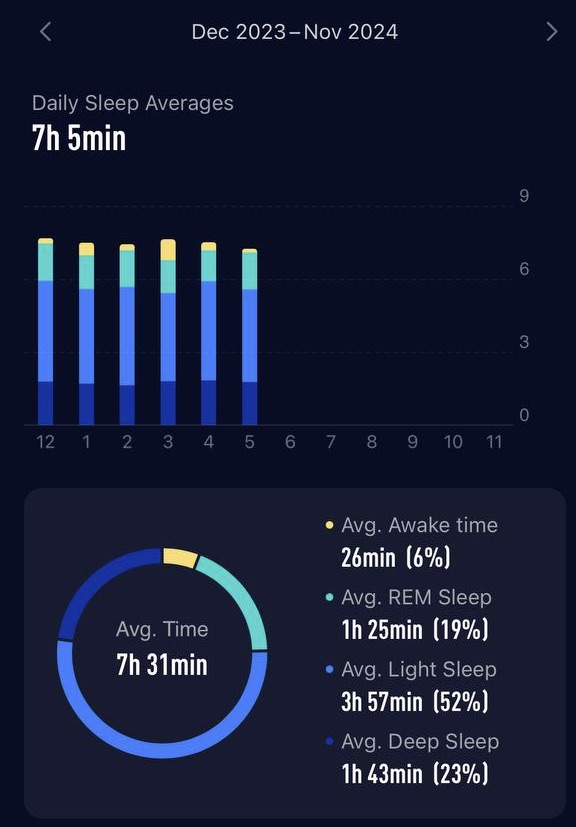 Dec 2023–Nov 2024
Daily Sleep Averages
7h 5min
9
6
3
0
12 1 2 3 4 5 6 7 8 9 10 11
Avg. Time
7h 31min
Avg. Awake time
26min (6%)
Avg. REM Sleep
1h 25min (19%)
Avg. Light Sleep
3h 57min (52%)
Avg. Deep Sleep
1h 43min (23%)